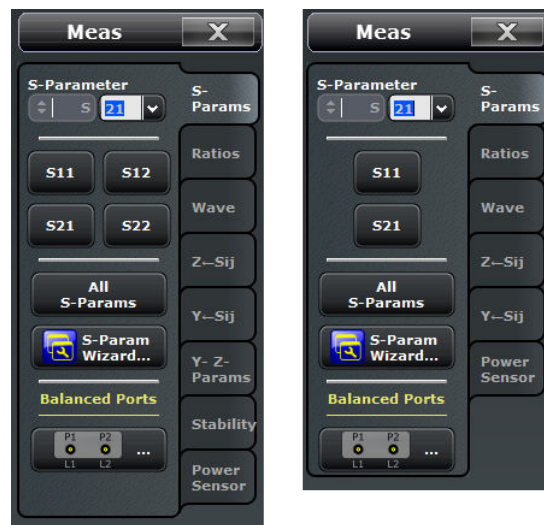 Meas X
S-Parameter
S 21
S11 S12
S21 S22
All
S-Params
S-Param
Wizard...
Balanced Ports
P1 P2
L1 L2 ...
S-
Params
Ratios
Wave
Z←Sij
Y←Sij
Y- Z-
Params
Stability
Power
Sensor
Meas X
S-Parameter
S 21
S11
S21
All
S-Params
S-Param
Wizard...
Balanced Ports
P1 P2
L1 L2 ...
S-
Params
Ratios
Wave
Z←Sij
Y←Sij
Power
Sensor